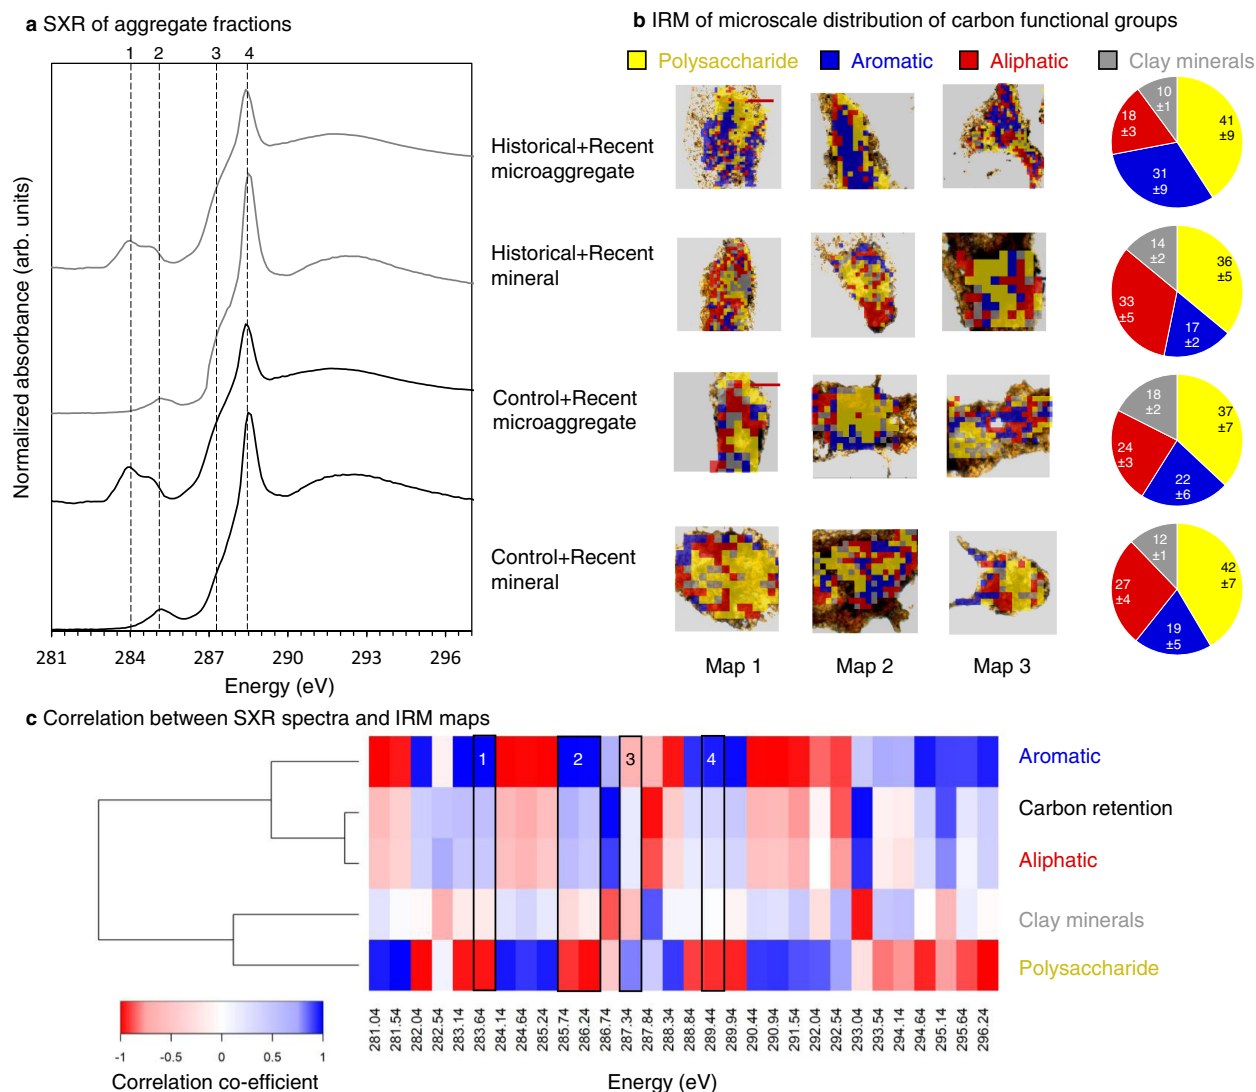 a SXR of aggregate fractions
1 2 3 4
Normalized absorbance (arb. units)
281 284 287 290 293 296
Energy (eV)
Historical+Recent
microaggregate
Historical+Recent
mineral
Control+Recent
microaggregate
Control+Recent
mineral
b IRM of microscale distribution of carbon functional groups
Polysaccharide Aromatic Aliphatic Clay minerals
10
±1
18
±3
41
±9
31
±9
14
±2
36
±5
33
±5
17
±2
18
±2
37
±7
24
±3
22
±6
12
±1
42
±7
27
±4
19
±5
Map 1 Map 2 Map 3
c Correlation between SXR spectra and IRM maps
1 2 3 4
Aromatic
Carbon retention
Aliphatic
Clay minerals
Polysaccharide
281.04 281.54 282.04 282.54 283.14 283.64 284.14 284.64 285.24 285.74 286.24 286.74 287.34 287.84 288.34 288.84 289.44 289.94 290.44 290.94 291.54 292.04 292.54 293.04 293.54 294.14 294.64 295.14 295.64 296.24
Energy (eV)
-1 -0.5 0 0.5 1
Correlation co-efficient